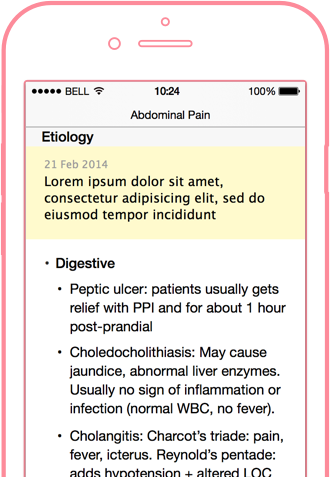 ●●●●● BELL 10:24 100%
Abdominal Pain
Etiology
21 Feb 2014
Lorem ipsum dolor sit amet,
consectetur adipisicing elit, sed do
eiusmod tempor incididunt
• Digestive
• Peptic ulcer: patients usually gets
relief with PPI and for about 1 hour
post-prandial
• Choledocholithiasis: May cause
jaundice, abnormal liver enzymes.
Usually no sign of inflammation or
infection (normal WBC, no fever).
• Cholangitis: Charcot's triade: pain,
fever, icterus. Reynold's pentade:
adds hypotension + altered LOC